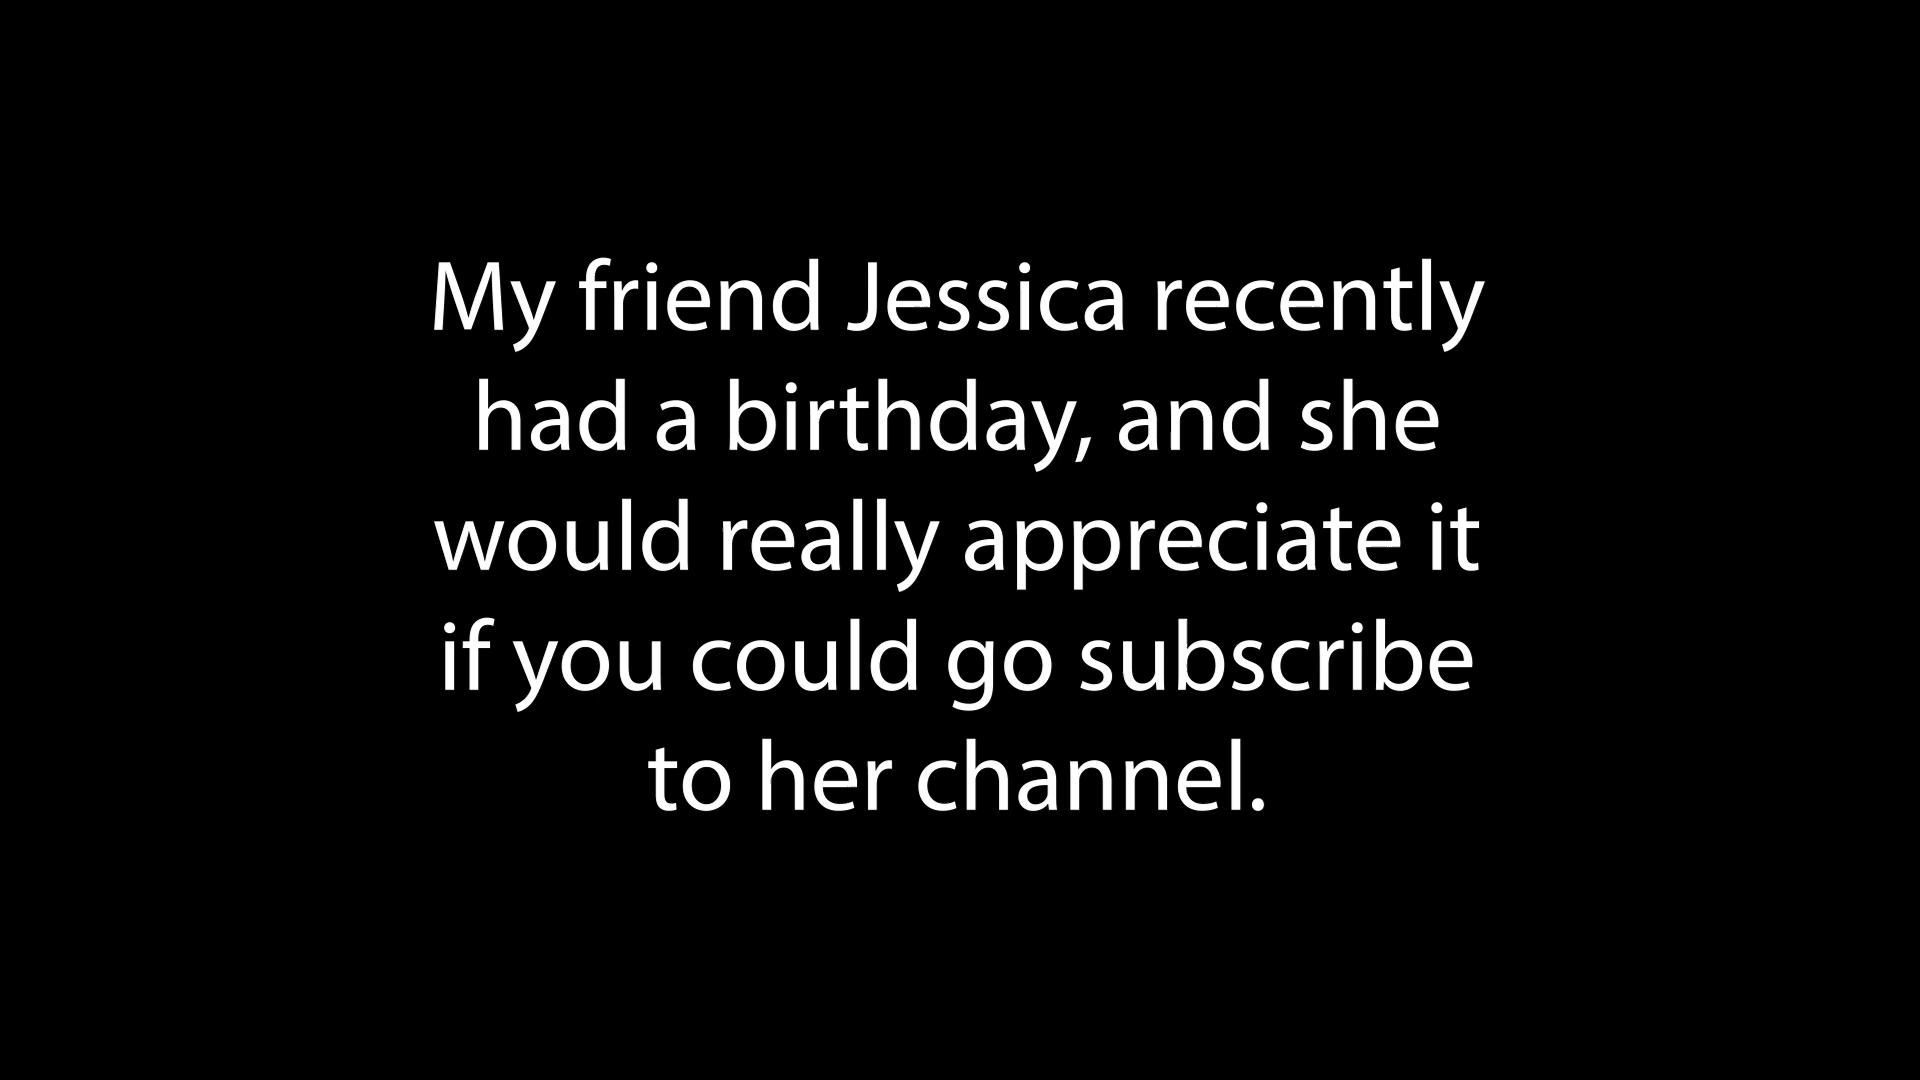 My friend Jessica recently
had a birthday, and she
would really appreciate it
if you could go subscribe
to her channel.